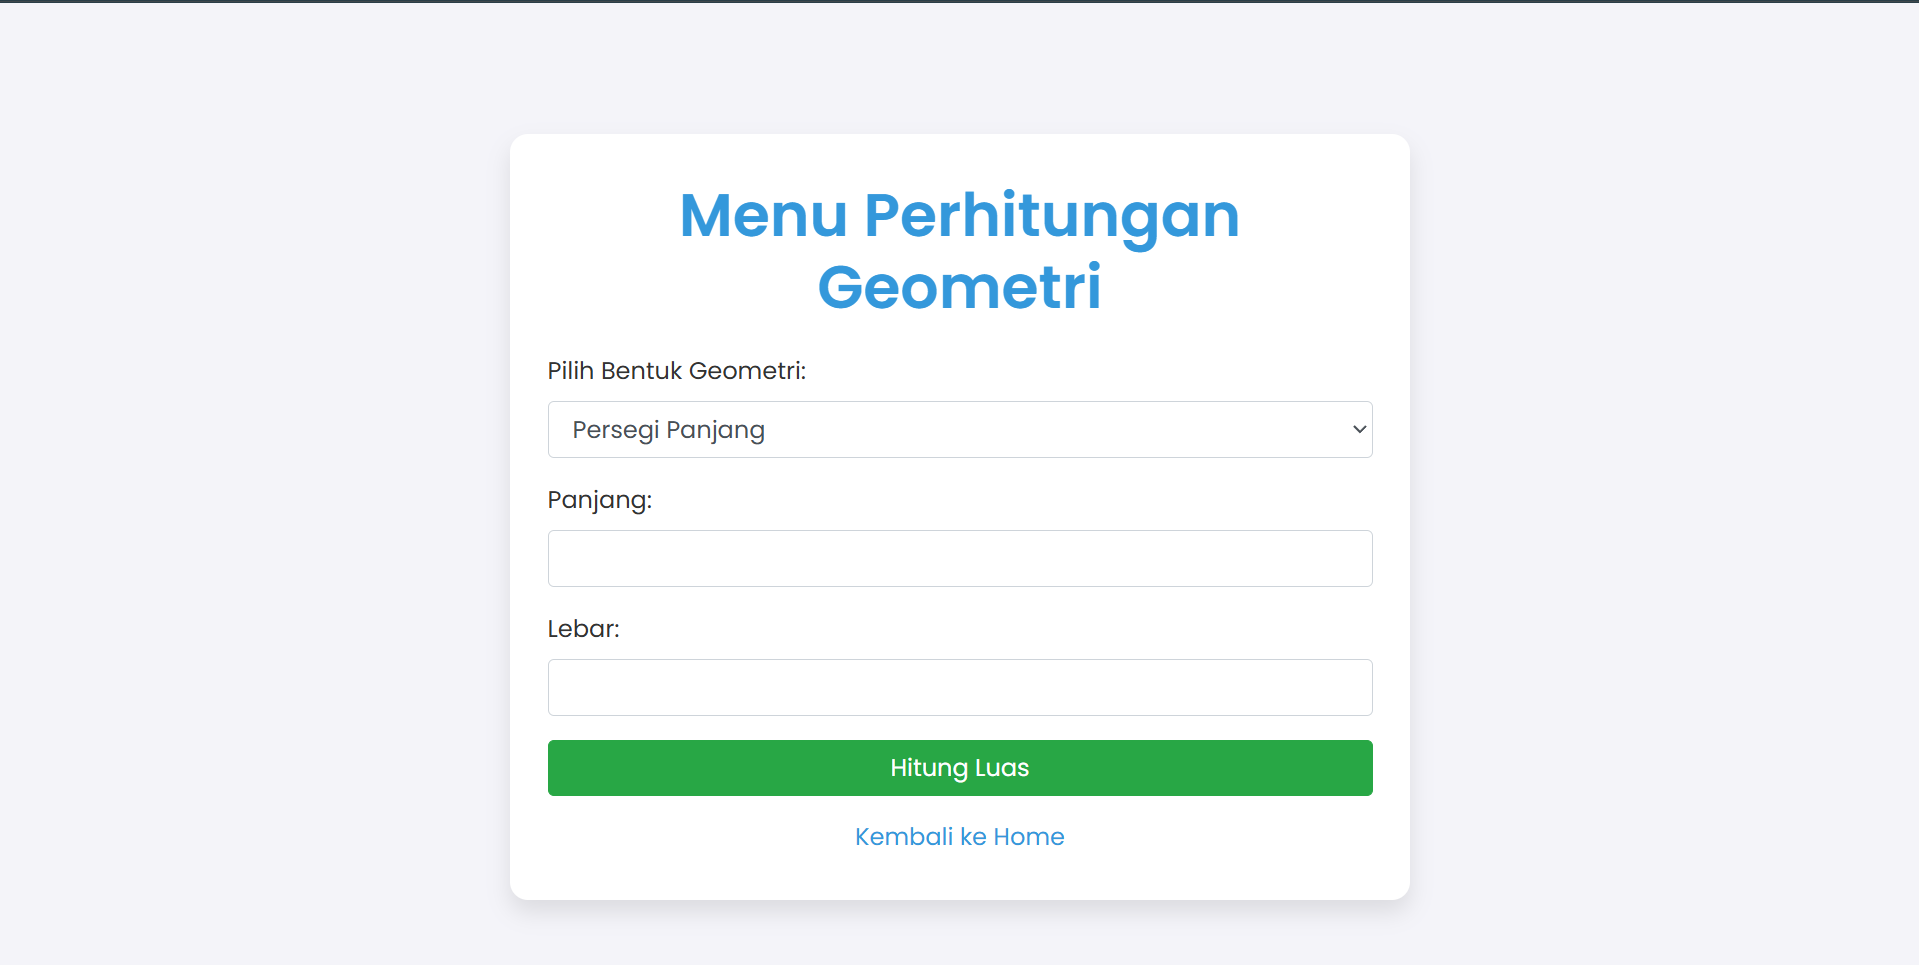 Menu Perhitungan
Geometri
Pilih Bentuk Geometri:
Persegi Panjang
Panjang:
Lebar:
Hitung Luas
Kembali ke Home